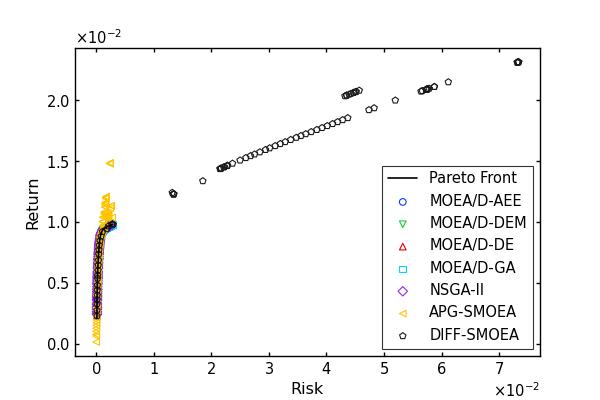 ×10⁻²
2.0
1.5
1.0
0.5
0.0
Return
Pareto Front
MOEA/D-AEE
MOEA/D-DEM
MOEA/D-DE
MOEA/D-GA
NSGA-II
APG-SMOEA
DIFF-SMOEA
0 1 2 3 4 5 6 7
Risk
×10⁻²